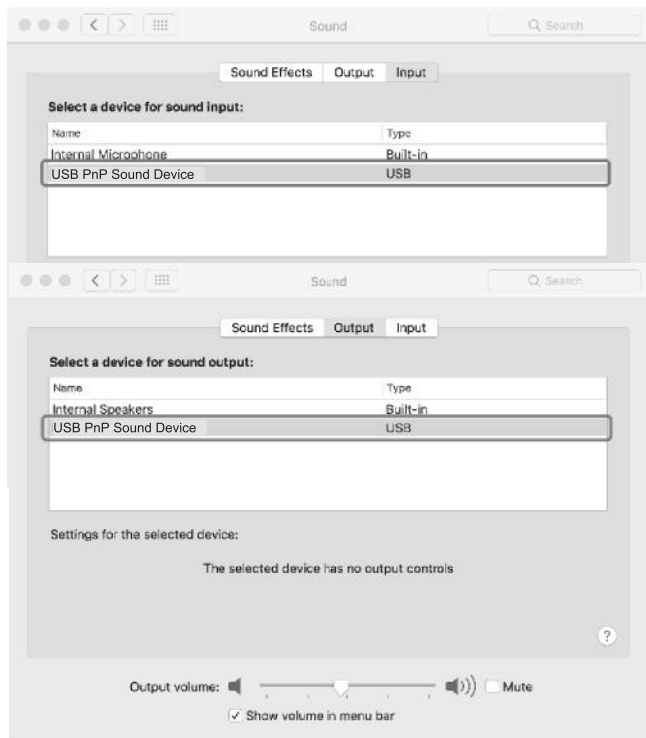 Sound
Search
Sound Effects Output Input
Select a device for sound input:
Name Type
Internal Microphone Built-in
USB PnP Sound Device USB
Sound
Search
Sound Effects Output Input
Select a device for sound output:
Name Type
Internal Speakers Built-in
USB PnP Sound Device USB
Settings for the selected device:
The selected device has no output controls
?
Output volume: Mute
Show volume in menu bar